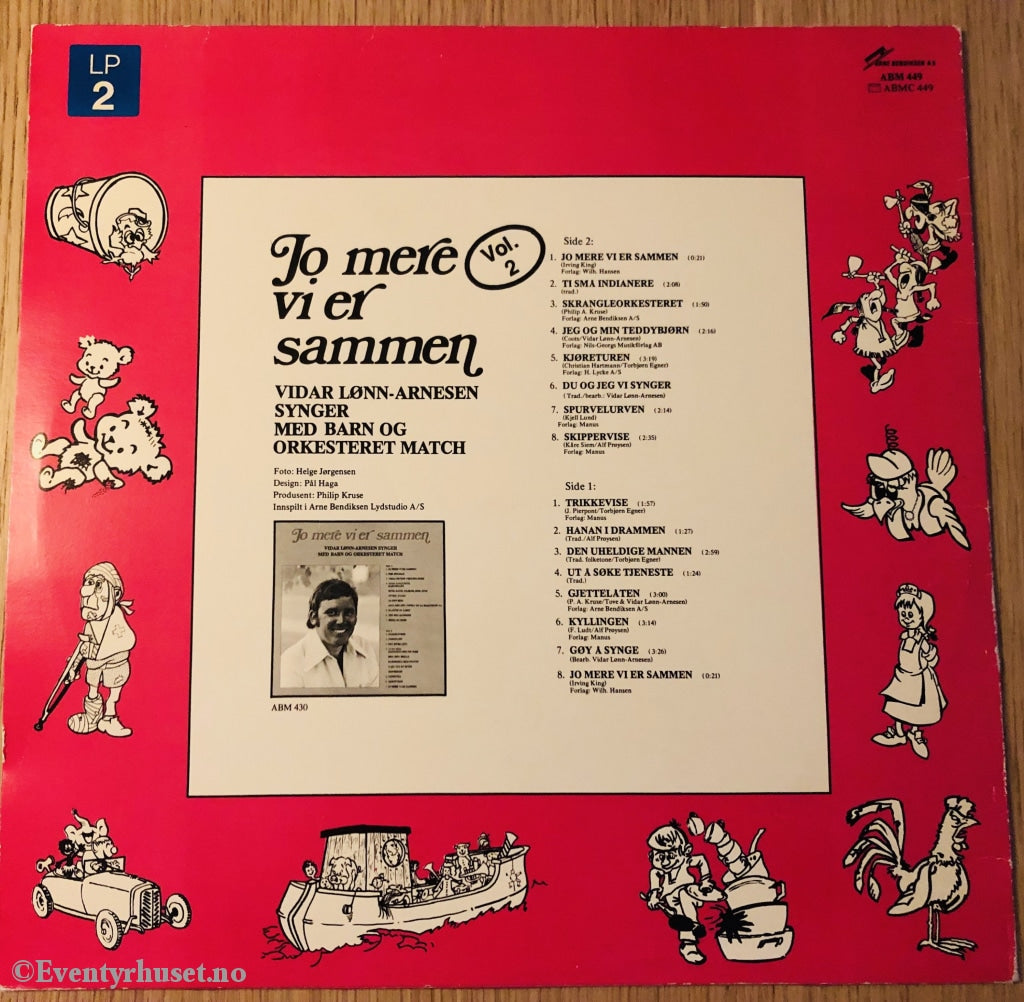 LP
2
ARNE BENDIKSEN A/S
ABM 449
ABMC 449
Jo mere
vi er
sammen
Vol.
2
VIDAR LØNN-ARNESEN
SYNGER
MED BARN OG
ORKESTERET MATCH
Foto: Helge Jørgensen
Design: Pål Haga
Produsent: Philip Kruse
Innspilt i Arne Bendiksen Lydstudio A/S
Jo mere vi er sammen
VIDAR LØNN-ARNESEN SYNGER
MED BARN OG ORKESTERET MATCH
ABM 430
Side 2:
1. JO MERE VI ER SAMMEN (0:21)
(Irving King)
Forlag: Wilh. Hansen
2. TI SMA INDIANERE (2:08)
(trad.)
3. SKRANGLEORKESTERET (1:50)
(Philip A. Kruse)
Forlag: Arne Bendiksen A/S
4. JEG OG MIN TEDDYBJØRN (2:16)
(Coots/Vidar Lønn-Arnesen)
Forlag: Nils-Georgs Musikförlag AB
5. KJØRETUREN (3:19)
(Christian Hartmann/Torbjørn Egner)
Forlag: H. Lycke A/S
6. DU OG JEG VI SYNGER
(Trad./bearb.: Vidar Lønn-Arnesen)
7. SPURVELURVEN (2:14)
(Kjell Lund)
Forlag: Manus
8. SKIPPERVISE (2:35)
(Kåre Siem/Alf Prøysen)
Forlag: Manus
Side 1:
1. TRIKKEVISE (1:57)
(J. Pierpont/Torbjørn Egner)
Forlag: Manus
2. HANAN I DRAMMEN (1:27)
(Trad./Alf Prøysen)
3. DEN UHELDIGE MANNEN (2:59)
(Trad. folketone/Torbjørn Egner)
4. UT A SØKE TJENESTE (1:24)
(Trad.)
5. GJETTELATEN (3:00)
(P. A. Kruse/Tove & Vidar Lønn-Arnesen)
Forlag: Arne Bendiksen A/S
6. KYLLINGEN (3:14)
(F. Ludt/Alf Prøysen)
Forlag: Manus
7. GØY A SYNGE (3:26)
(Bearb. Vidar Lønn-Arnesen)
8. JO MERE VI ER SAMMEN (0:21)
(Irving King)
Forlag: Wilh. Hansen
©Eventyrhuset.no